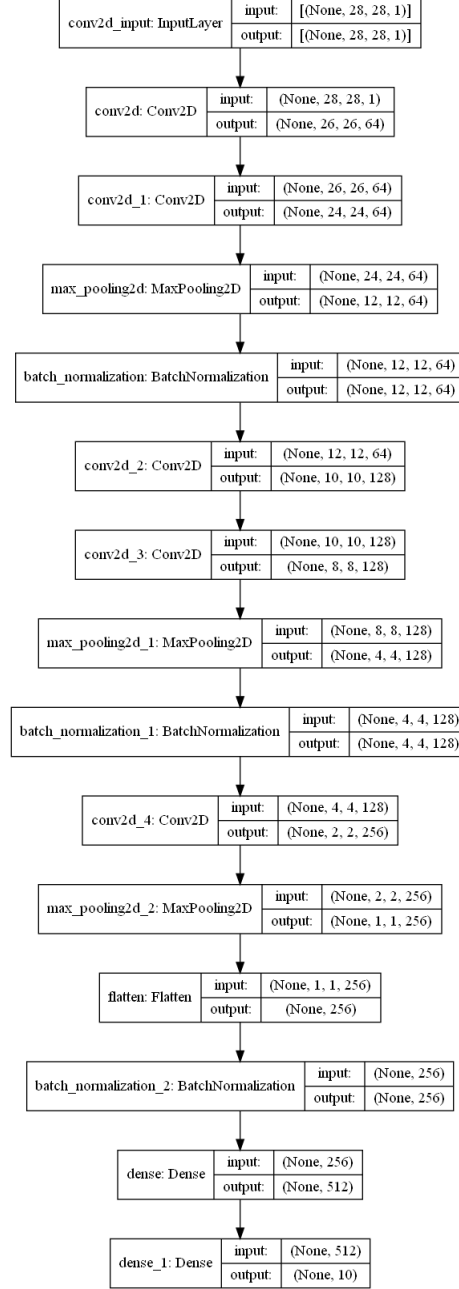 conv2d_input: InputLayer
input: [(None, 28, 28, 1)]
output: [(None, 28, 28, 1)]
conv2d: Conv2D
input: (None, 28, 28, 1)
output: (None, 26, 26, 64)
conv2d_1: Conv2D
input: (None, 26, 26, 64)
output: (None, 24, 24, 64)
max_pooling2d: MaxPooling2D
input: (None, 24, 24, 64)
output: (None, 12, 12, 64)
batch_normalization: BatchNormalization
input: (None, 12, 12, 64)
output: (None, 12, 12, 64)
conv2d_2: Conv2D
input: (None, 12, 12, 64)
output: (None, 10, 10, 128)
conv2d_3: Conv2D
input: (None, 10, 10, 128)
output: (None, 8, 8, 128)
max_pooling2d_1: MaxPooling2D
input: (None, 8, 8, 128)
output: (None, 4, 4, 128)
batch_normalization_1: BatchNormalization
input: (None, 4, 4, 128)
output: (None, 4, 4, 128)
conv2d_4: Conv2D
input: (None, 4, 4, 128)
output: (None, 2, 2, 256)
max_pooling2d_2: MaxPooling2D
input: (None, 2, 2, 256)
output: (None, 1, 1, 256)
flatten: Flatten
input: (None, 1, 1, 256)
output: (None, 256)
batch_normalization_2: BatchNormalization
input: (None, 256)
output: (None, 256)
dense: Dense
input: (None, 256)
output: (None, 512)
dense_1: Dense
input: (None, 512)
output: (None, 10)